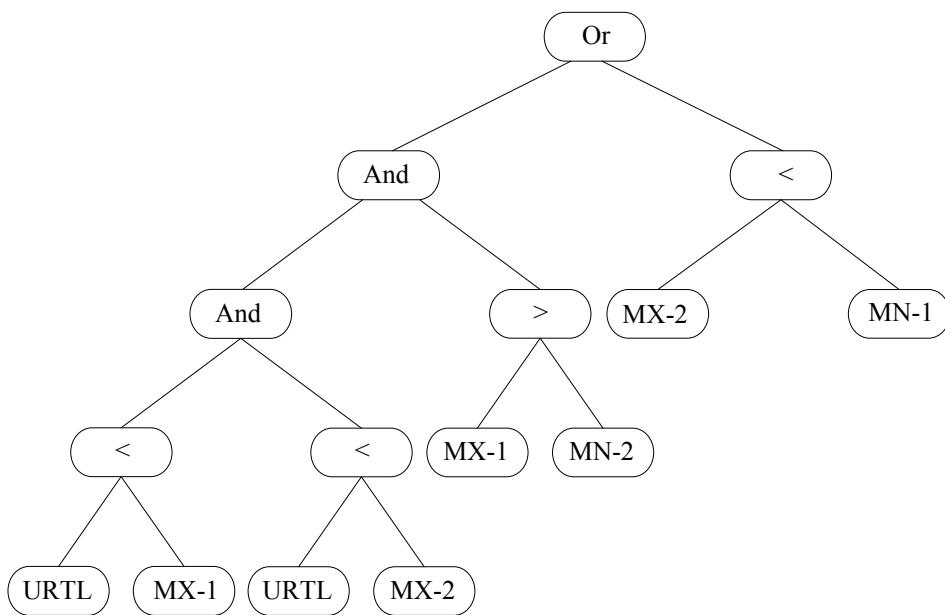 Or
And
<
And
>
MX-2
MN-1
<
<
MX-1
MN-2
URTL
MX-1
URTL
MX-2